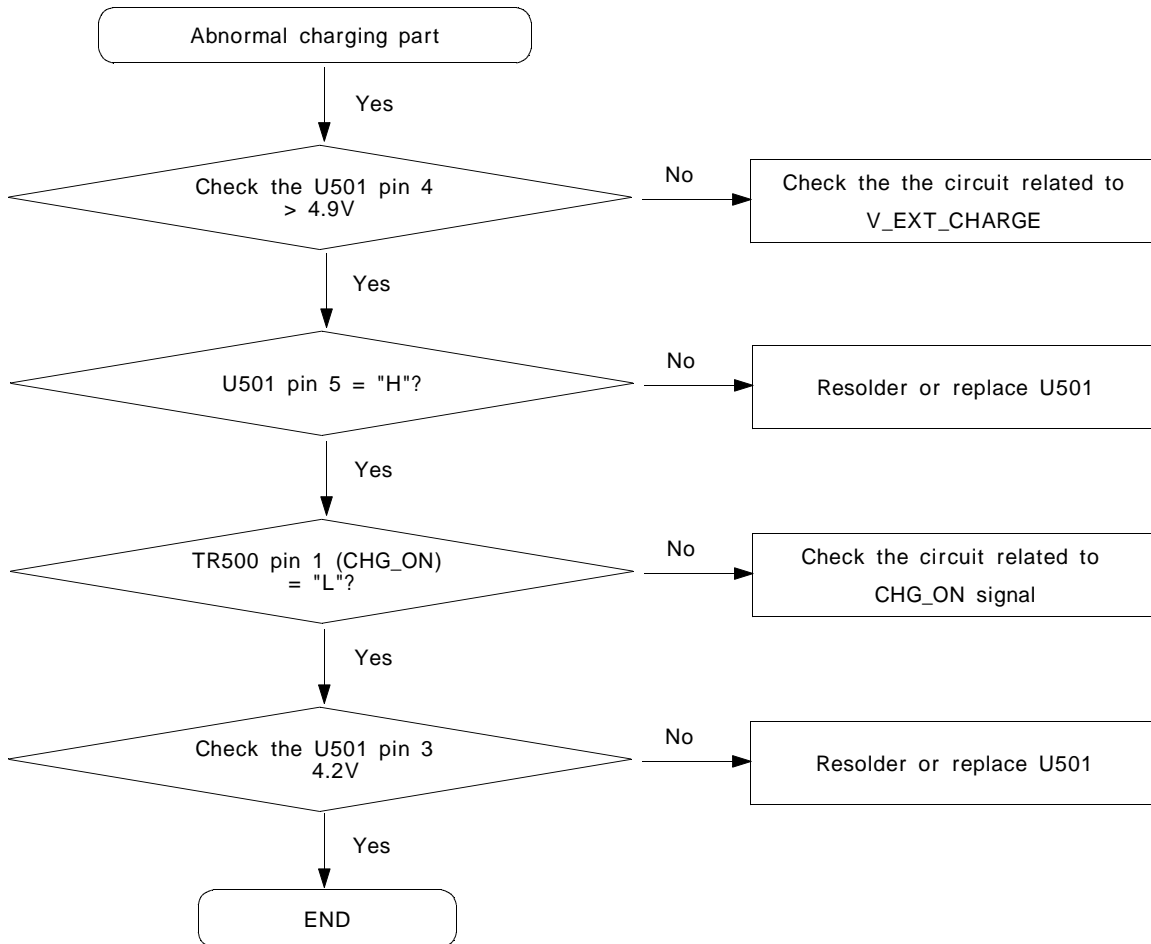 Abnormal charging part
Yes
Check the U501 pin 4
> 4.9V
No
Check the the circuit related to
V_EXT_CHARGE
Yes
U501 pin 5 = "H"?
No
Resolder or replace U501
Yes
TR500 pin 1 (CHG_ON)
= "L"?
No
Check the circuit related to
CHG_ON signal
Yes
Check the U501 pin 3
4.2V
No
Resolder or replace U501
Yes
END